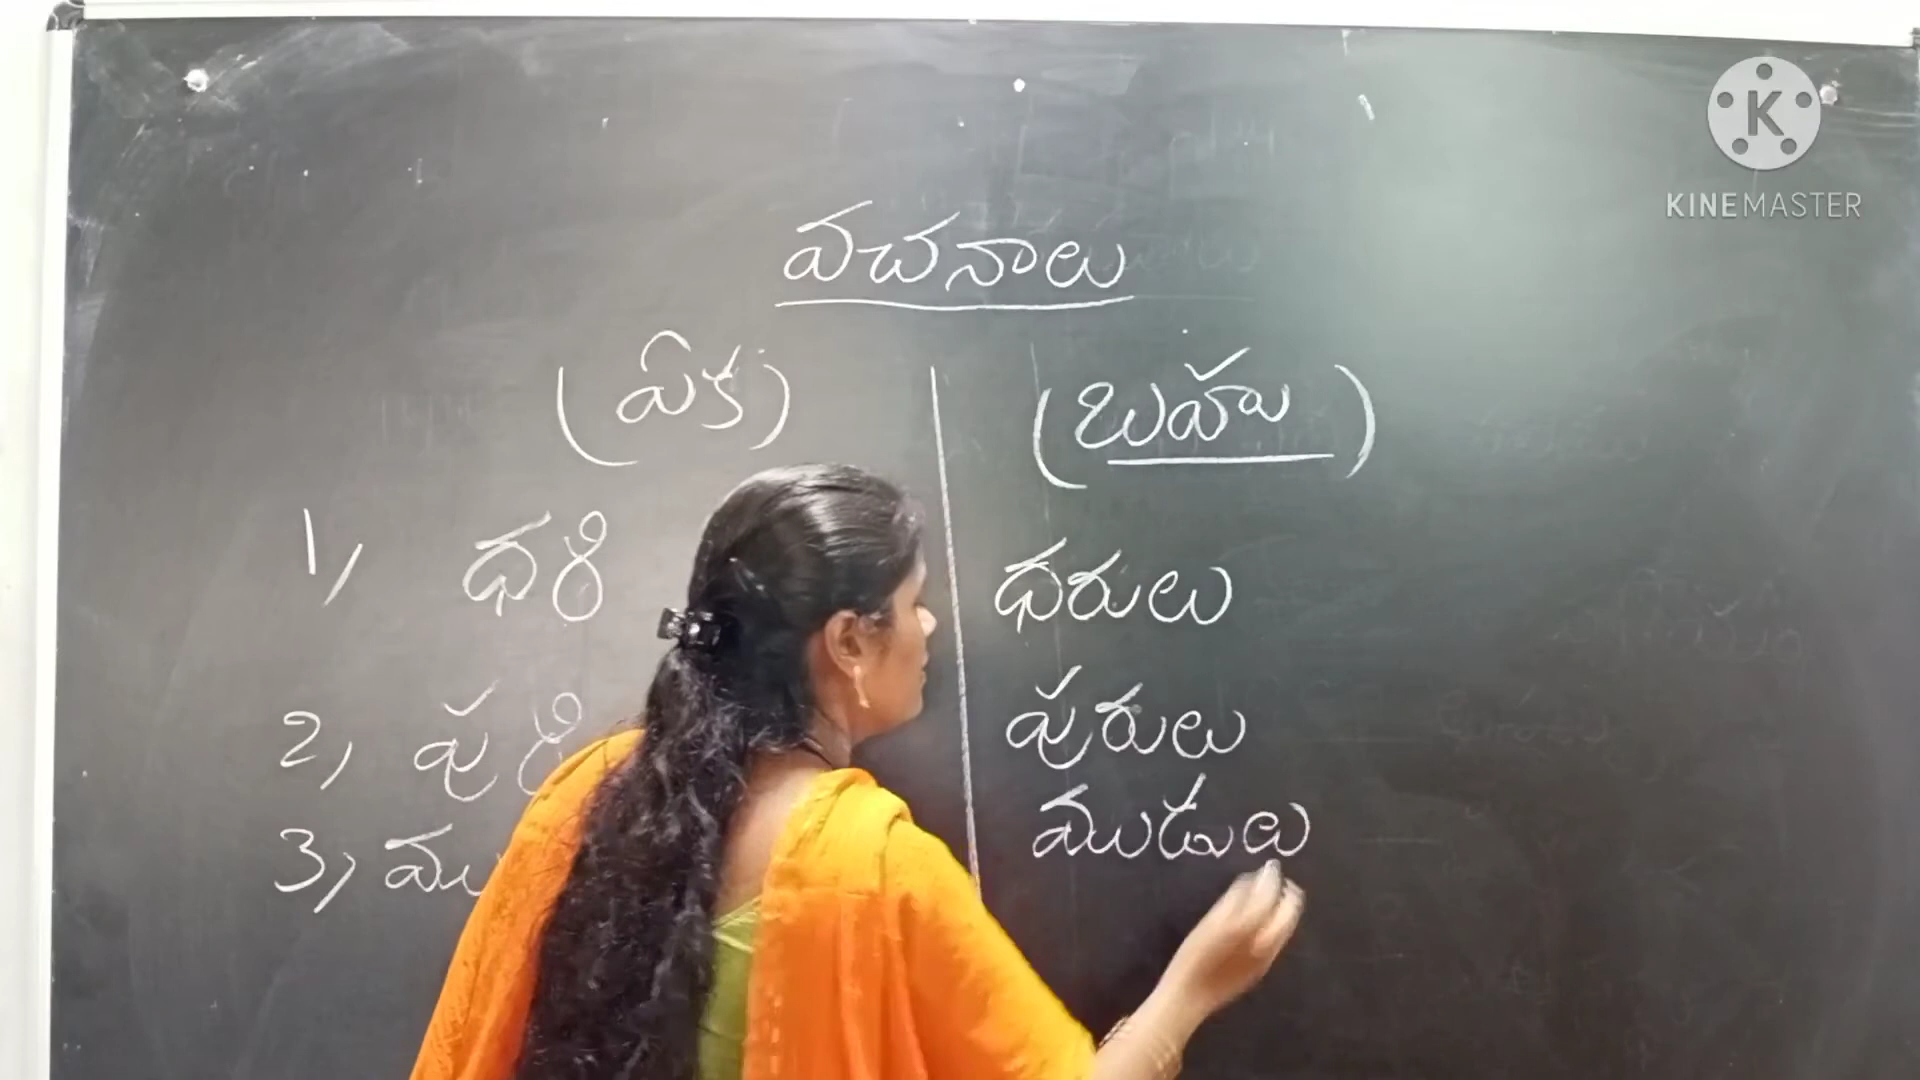 వచనాలు
(ఏక) (బహు)
1) ధరి ధరులు
2) పురి పురులు
3) ము ముడులు
KINEMASTER